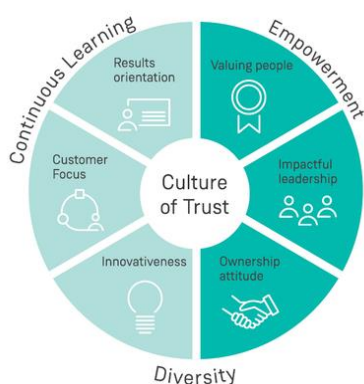 Continuous Learning
Empowerment
Results
orientation
Valuing people
Customer
Focus
Culture
of Trust
Impactful
leadership
Innovativeness
Ownership
attitude
Diversity